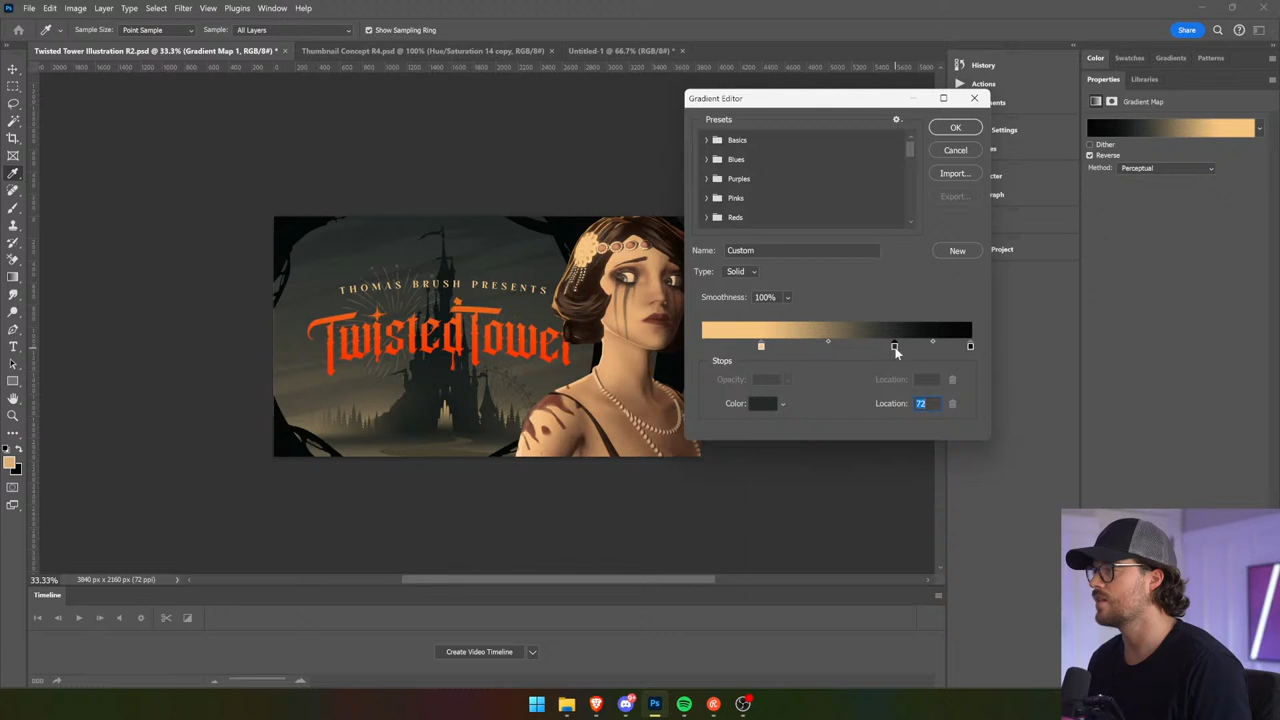 File Edit Image Layer Type Select Filter View Plugins Window Help
Sample Size: Point Sample Sample: All Layers Show Sampling Ring
Share
Twisted Tower Illustration R2.psd @ 33.3% (Gradient Map 1, RGB/8#) *
Thumbnail Concept R4.psd @ 100% (Hue/Saturation 14 copy, RGB/8#)
Untitled-1 @ 66.7% (RGB/8#) *
History
Actions
Color Swatches Gradients Patterns
Properties Libraries
Gradient Map
Dither
Reverse
Method: Perceptual
Gradient Editor
Presets
Basics
Blues
Purples
Pinks
Reds
OK
Cancel
Import...
Export...
Name: Custom
New
Type: Solid
Smoothness: 100%
Stops
Opacity: Location:
Color: Location: 72
Project
THOMAS BRUSH PRESENTS
Twisted Tower
33.33% 3840 px x 2160 px (72 ppi)
Timeline
Create Video Timeline
Ps